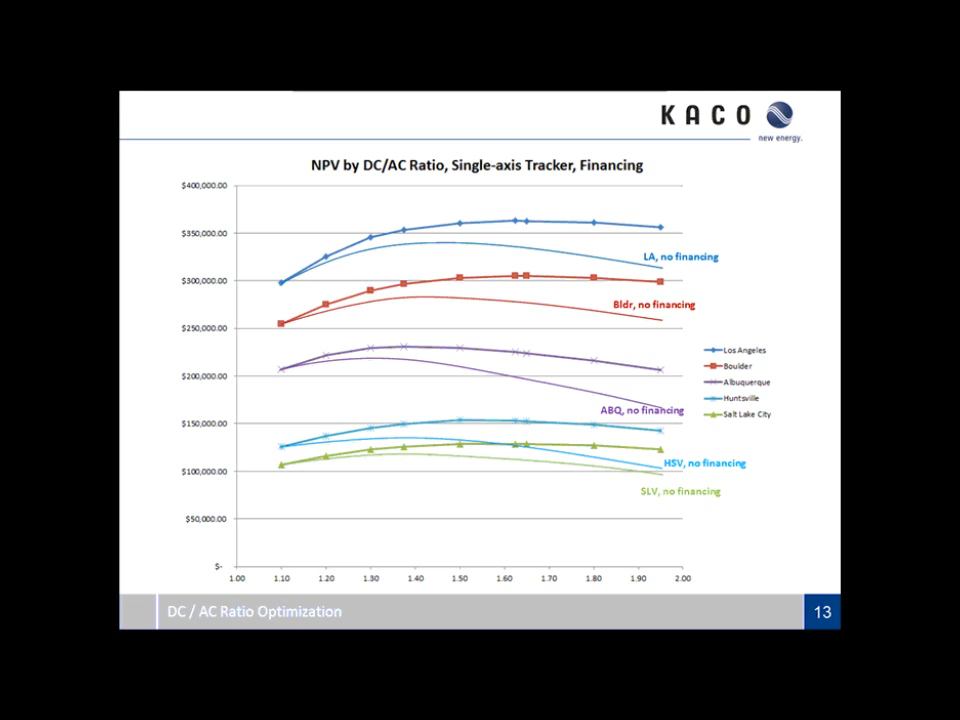 KACO
new energy.
NPV by DC/AC Ratio, Single-axis Tracker, Financing
$400,000.00
$350,000.00
$300,000.00
$250,000.00
$200,000.00
$150,000.00
$100,000.00
$50,000.00
$-
LA, no financing
Bldr, no financing
ABQ, no financing
HSV, no financing
SLV, no financing
Los Angeles
Boulder
Albuquerque
Huntsville
Salt Lake City
1.00 1.10 1.20 1.30 1.40 1.50 1.60 1.70 1.80 1.90 2.00
DC / AC Ratio Optimization
13